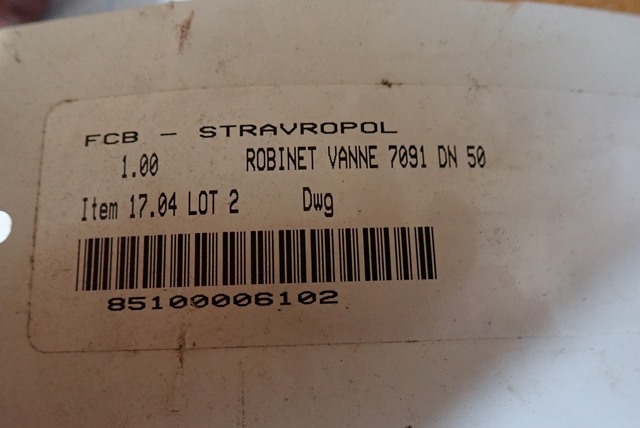 FCB - STRAVROPOL
1.00 ROBINET VANNE 7091 DN 50
Item 17.04 LOT 2 Dwg
85100006102